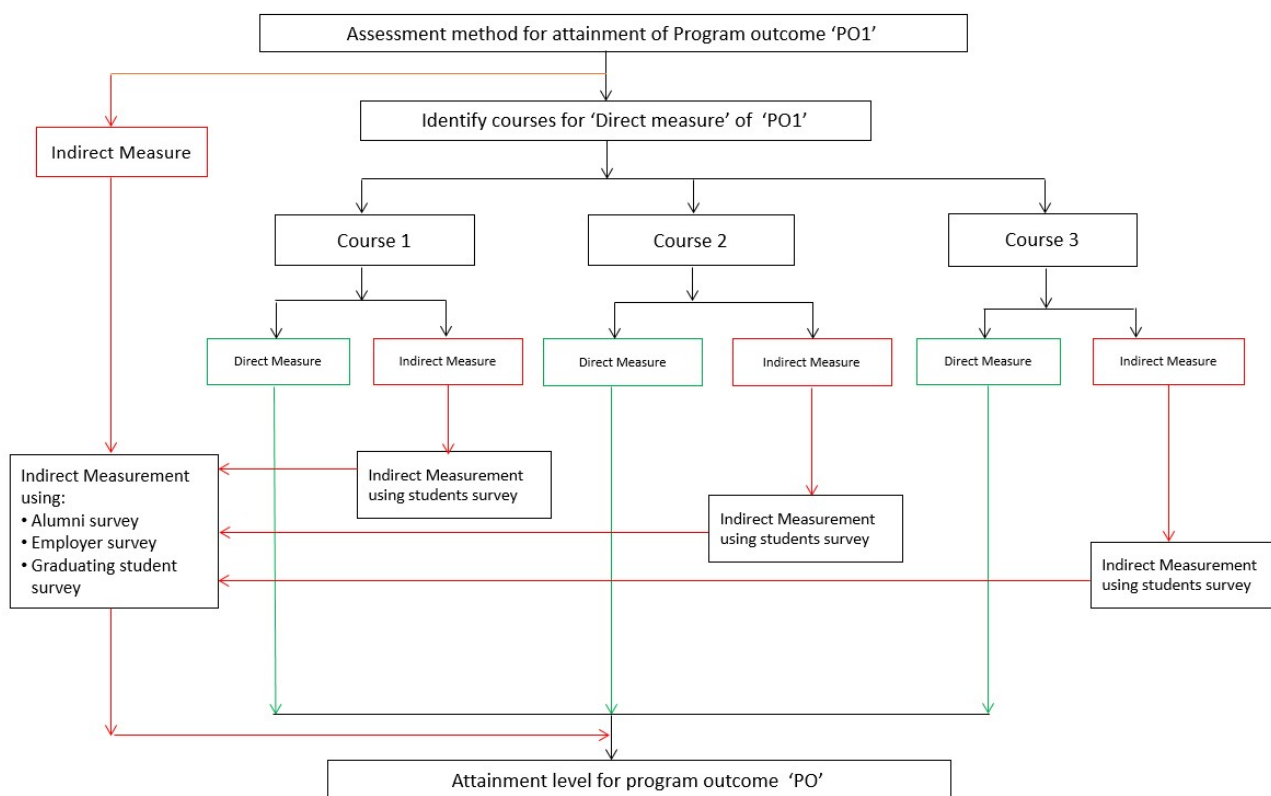 Assessment method for attainment of Program outcome ‘PO1’
Identify courses for ‘Direct measure’ of ‘PO1’
Indirect Measure
Course 1
Course 2
Course 3
Direct Measure
Indirect Measure
Direct Measure
Indirect Measure
Direct Measure
Indirect Measure
Indirect Measurement
using:
• Alumni survey
• Employer survey
• Graduating student
survey
Indirect Measurement
using students survey
Indirect Measurement
using students survey
Indirect Measurement
using students survey
Attainment level for program outcome ‘PO’